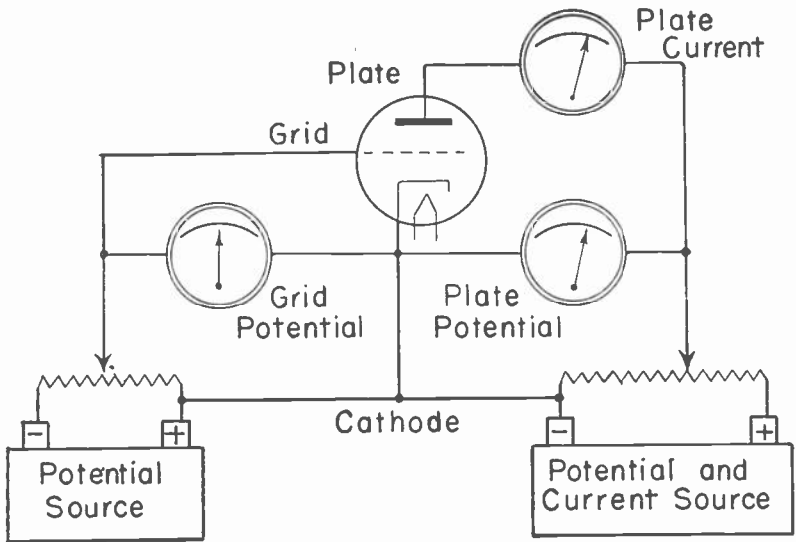 Plate
Current
Plate
Grid
Grid
Potential
Plate
Potential
Cathode
- +
Potential
Source
- +
Potential and
Current Source